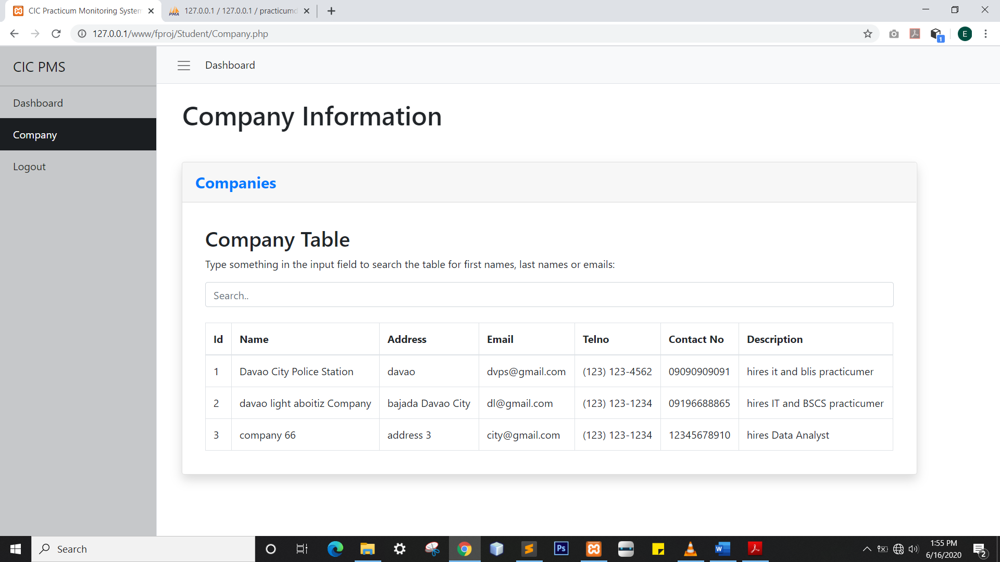 CIC Practicum Monitoring System
127.0.0.1 / 127.0.0.1 / practicumd
127.0.0.1/www/fproj/Student/Company.php
E
1
CIC PMS
Dashboard
Dashboard
Company
Logout
Company Information
Companies
Company Table
Type something in the input field to search the table for first names, last names or emails:
Search..
Id Name Address Email Telno Contact No Description
1 Davao City Police Station davao dvps@gmail.com (123) 123-4562 09090909091 hires it and blis practicumer
2 davao light aboitiz Company bajada Davao City dl@gmail.com (123) 123-1234 09196688865 hires IT and BSCS practicumer
3 company 66 address 3 city@gmail.com (123) 123-1234 12345678910 hires Data Analyst
Search
Ps
W
1:55 PM
6/16/2020
2